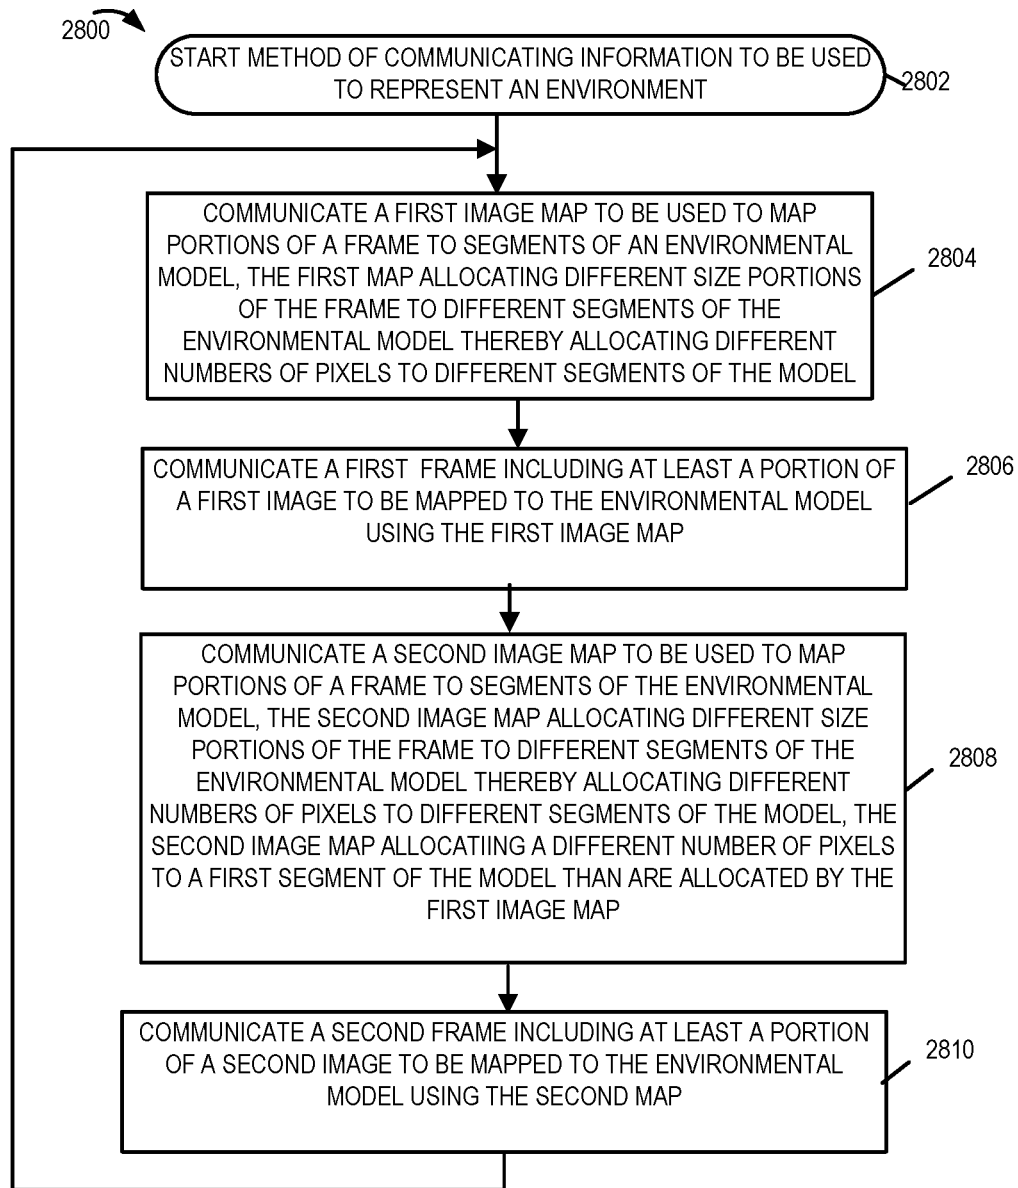 2800
START METHOD OF COMMUNICATING INFORMATION TO BE USED
TO REPRESENT AN ENVIRONMENT
2802
COMMUNICATE A FIRST IMAGE MAP TO BE USED TO MAP
PORTIONS OF A FRAME TO SEGMENTS OF AN ENVIRONMENTAL
MODEL, THE FIRST MAP ALLOCATING DIFFERENT SIZE PORTIONS
OF THE FRAME TO DIFFERENT SEGMENTS OF THE
ENVIRONMENTAL MODEL THEREBY ALLOCATING DIFFERENT
NUMBERS OF PIXELS TO DIFFERENT SEGMENTS OF THE MODEL
2804
COMMUNICATE A FIRST FRAME INCLUDING AT LEAST A PORTION OF
A FIRST IMAGE TO BE MAPPED TO THE ENVIRONMENTAL MODEL
USING THE FIRST IMAGE MAP
2806
COMMUNICATE A SECOND IMAGE MAP TO BE USED TO MAP
PORTIONS OF A FRAME TO SEGMENTS OF THE ENVIRONMENTAL
MODEL, THE SECOND IMAGE MAP ALLOCATING DIFFERENT SIZE
PORTIONS OF THE FRAME TO DIFFERENT SEGMENTS OF THE
ENVIRONMENTAL MODEL THEREBY ALLOCATING DIFFERENT
NUMBERS OF PIXELS TO DIFFERENT SEGMENTS OF THE MODEL, THE
SECOND IMAGE MAP ALLOCATIING A DIFFERENT NUMBER OF PIXELS
TO A FIRST SEGMENT OF THE MODEL THAN ARE ALLOCATED BY THE
FIRST IMAGE MAP
2808
COMMUNICATE A SECOND FRAME INCLUDING AT LEAST A PORTION
OF A SECOND IMAGE TO BE MAPPED TO THE ENVIRONMENTAL
MODEL USING THE SECOND MAP
2810